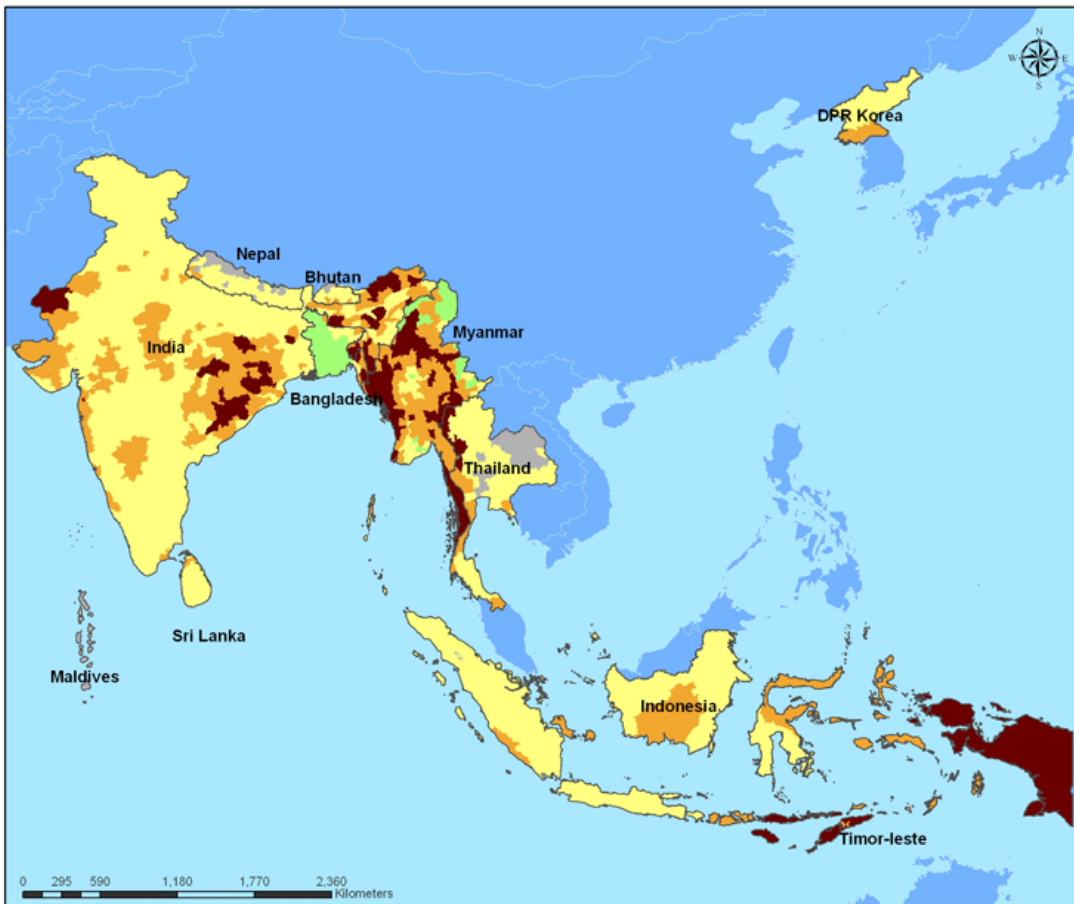 N
W E
S
DPR Korea
Nepal
Bhutan
Myanmar
India
Bangladesh
Thailand
Sri Lanka
Maldives
Indonesia
Timor-leste
0 295 590 1,180 1,770 2,360
Kilometers